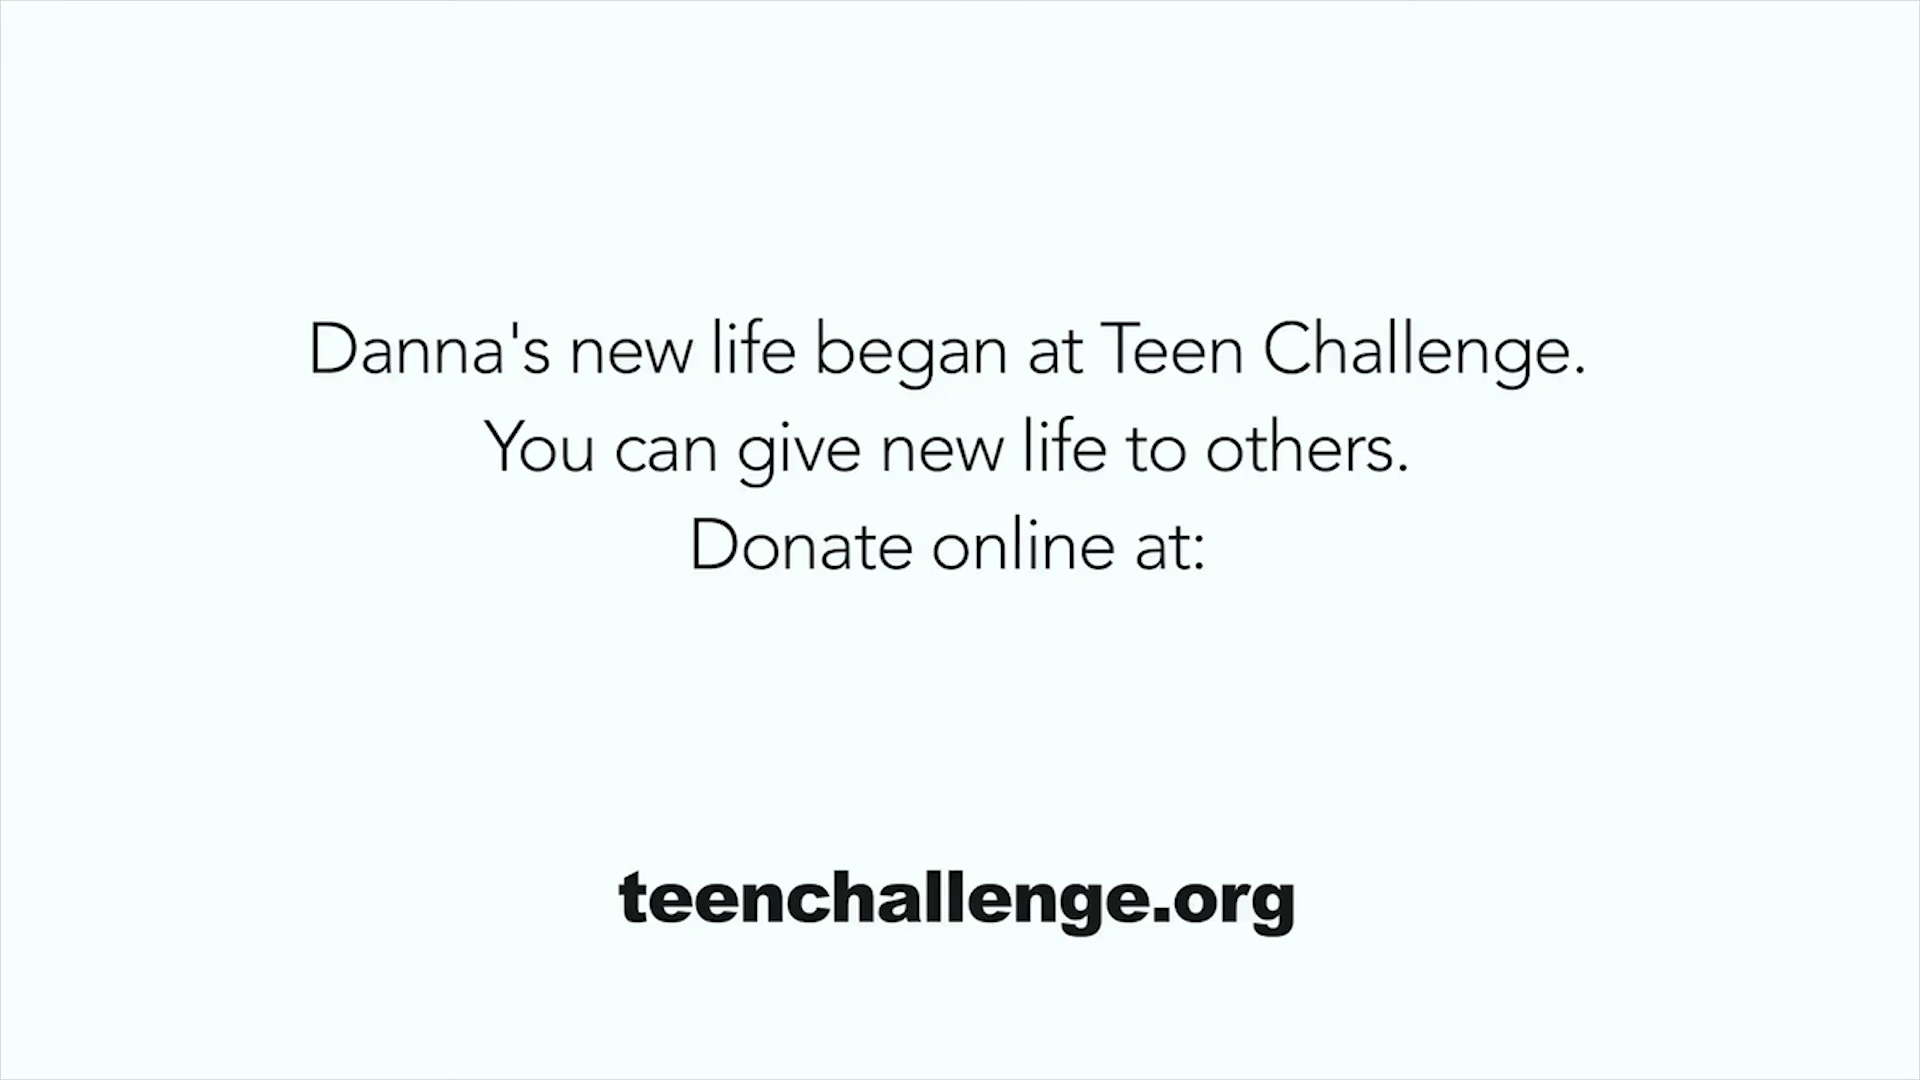 Danna's new life began at Teen Challenge.
You can give new life to others.
Donate online at:
teenchallenge.org